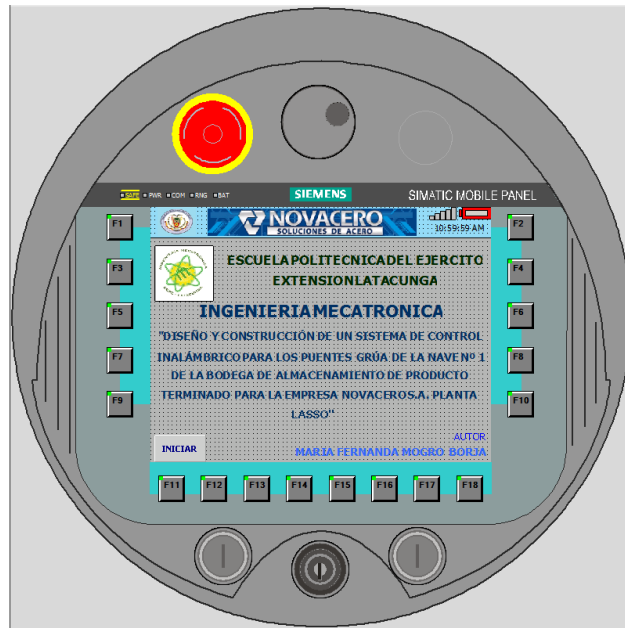 SAFE PWR COM RNG BAT
SIEMENS
SIMATIC MOBILE PANEL
NOVACERO
SOLUCIONES DE ACERO
10:59:59 AM
F1
F2
ESCUELA POLITECNICA DEL EJERCITO
F3
F4
EXTENSION LATACUNGA
INGENIERIA MECATRONICA
F5
F6
"DISEÑO Y CONSTRUCCIÓN DE UN SISTEMA DE CONTROL
INALÁMBRICO PARA LOS PUENTES GRÚA DE LA NAVE Nº 1
F7
F8
DE LA BODEGA DE ALMACENAMIENTO DE PRODUCTO
TERMINADO PARA LA EMPRESA NOVACERO S.A. PLANTA
F9
F10
LASSO"
AUTOR
INICIAR
MARIA FERNANDA MOGRO BORJA
F11 F12 F13 F14 F15 F16 F17 F18